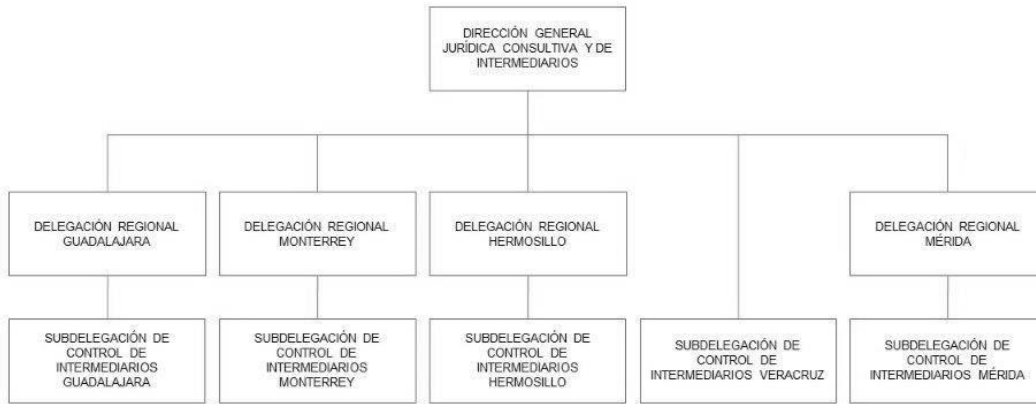 DIRECCIÓN GENERAL
JURÍDICA CONSULTIVA Y DE
INTERMEDIARIOS
DELEGACIÓN REGIONAL
GUADALAJARA
DELEGACIÓN REGIONAL
MONTERREY
DELEGACIÓN REGIONAL
HERMOSILLO
DELEGACIÓN REGIONAL
MÉRIDA
SUBDELEGACIÓN DE
CONTROL DE
INTERMEDIARIOS
GUADALAJARA
SUBDELEGACIÓN DE
CONTROL DE
INTERMEDIARIOS
MONTERREY
SUBDELEGACIÓN DE
CONTROL DE
INTERMEDIARIOS
HERMOSILLO
SUBDELEGACIÓN DE
CONTROL DE
INTERMEDIARIOS VERACRUZ
SUBDELEGACIÓN DE
CONTROL DE
INTERMEDIARIOS MÉRIDA